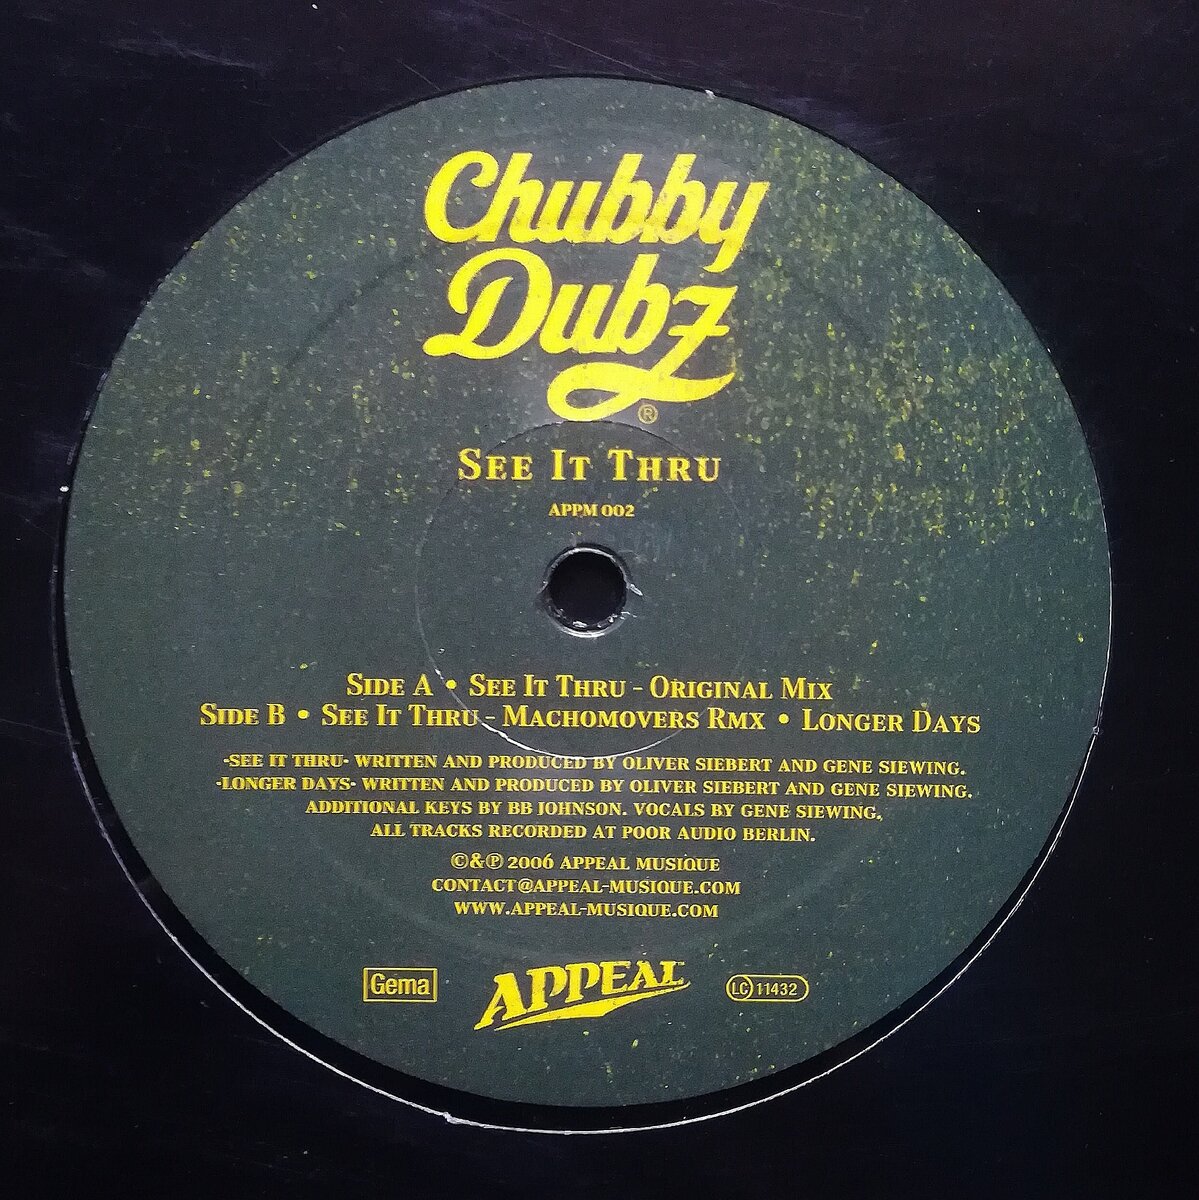 Chubby
Dubz
®
See It Thru
APPM 002
Side A • See It Thru - Original Mix
Side B • See It Thru - Machomovers Rmx • Longer Days
-See It Thru- written and produced by Oliver Siebert and Gene Siewing.
-Longer Days- written and produced by Oliver Siebert and Gene Siewing.
Additional keys by BB Johnson. Vocals by Gene Siewing.
All tracks recorded at Poor Audio Berlin.
©&℗ 2006 Appeal Musique
contact@appeal-musique.com
www.appeal-musique.com
Gema APPEAL™ LC 11432